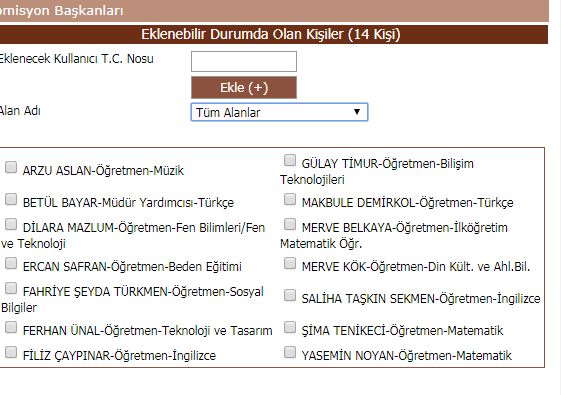 omisyon Başkanları
Eklenebilir Durumda Olan Kişiler (14 Kişi)
Eklenecek Kullanıcı T.C. Nosu
Ekle (+)
Alan Adı
Tüm Alanlar
ARZU ASLAN-Öğretmen-Müzik
GÜLAY TİMUR-Öğretmen-Bilişim
Teknolojileri
BETÜL BAYAR-Müdür Yardımcısı-Türkçe
MAKBULE DEMİRKOL-Öğretmen-Türkçe
DİLARA MAZLUM-Öğretmen-Fen Bilimleri/Fen
ve Teknoloji
MERVE BELKAYA-Öğretmen-İlköğretim
Matematik Öğr.
ERCAN SAFRAN-Öğretmen-Beden Eğitimi
MERVE KÖK-Öğretmen-Din Kült. ve Ahl.Bil.
FAHRİYE ŞEYDA TÜRKMEN-Öğretmen-Sosyal
Bilgiler
SALİHA TAŞKIN SEKMEN-Öğretmen-İngilizce
FERHAN ÜNAL-Öğretmen-Teknoloji ve Tasarım
ŞİMA TENİKECİ-Öğretmen-Matematik
FİLİZ ÇAYPINAR-Öğretmen-İngilizce
YASEMİN NOYAN-Öğretmen-Matematik